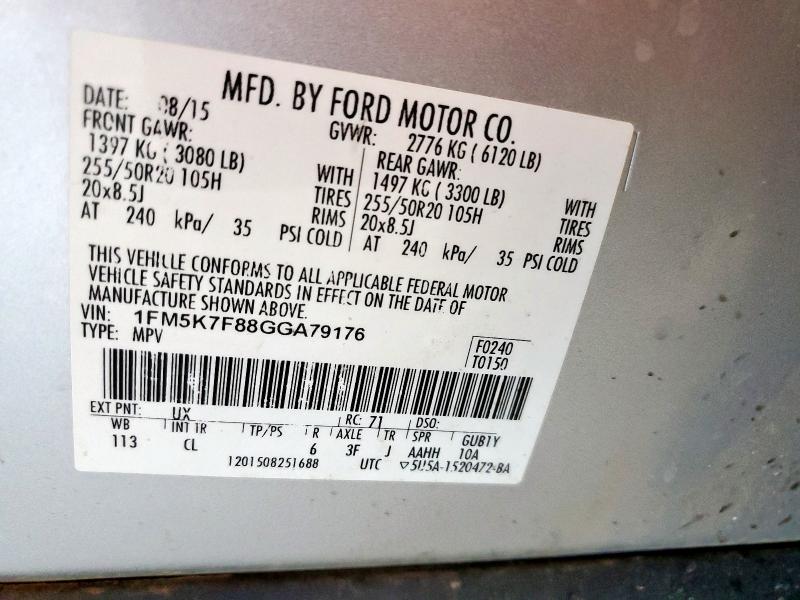 MFD. BY FORD MOTOR CO.
DATE: 08/15 GVWR: 2776 KG ( 6120 LB)
FRONT GAWR: REAR GAWR:
1397 KG ( 3080 LB) WITH 1497 KG ( 3300 LB) WITH
255/50R20 105H TIRES 255/50R20 105H TIRES
20x8.5J RIMS 20x8.5J RIMS
AT 240 kPa/ 35 PSI COLD AT 240 kPa/ 35 PSI COLD
THIS VEHICLE CONFORMS TO ALL APPLICABLE FEDERAL MOTOR
VEHICLE SAFETY STANDARDS IN EFFECT ON THE DATE OF
MANUFACTURE SHOWN ABOVE.
VIN: 1FM5K7F88GGA79176
TYPE: MPV
F0240
T0150
EXT PNT: UX RC: 71 DSO:
WB INT TR TP/PS R AXLE TR SPR GUB1Y
113 CL 6 3F J AAHH 10A
1201508251688 UTC ▽5U5A-1520472-BA